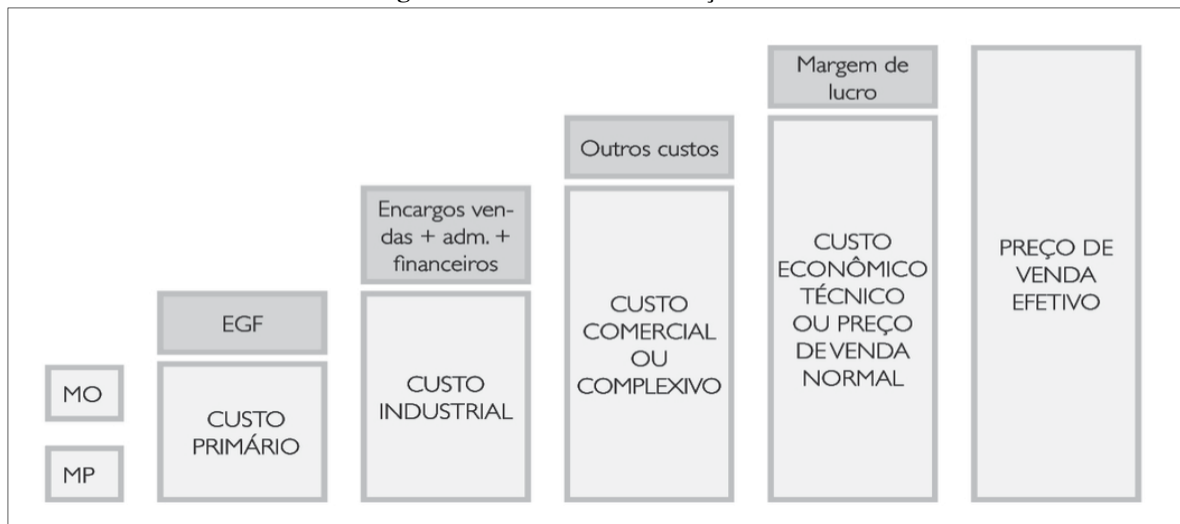 MO
MP
EGF
CUSTO
PRIMÁRIO
Encargos ven-
das + adm. +
financeiros
CUSTO
INDUSTRIAL
Outros custos
CUSTO
COMERCIAL
OU
COMPLEXIVO
Margem de
lucro
CUSTO
ECONÔMICO
TÉCNICO
OU PREÇO
DE VENDA
NORMAL
PREÇO DE
VENDA
EFETIVO